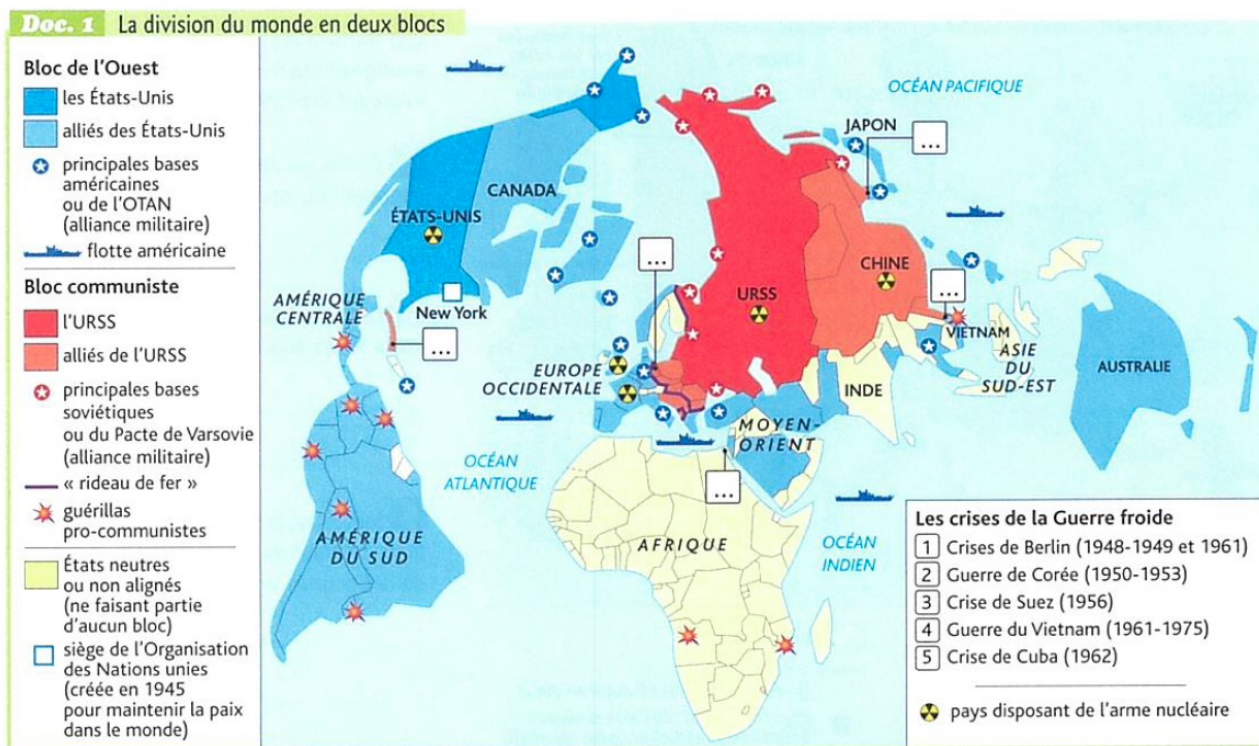 Doc. 1 La division du monde en deux blocs
Bloc de l'Ouest
les États-Unis
alliés des États-Unis
principales bases
américaines
ou de l'OTAN
(alliance militaire)
flotte américaine
Bloc communiste
l'URSS
alliés de l'URSS
principales bases
soviétiques
ou du Pacte de Varsovie
(alliance militaire)
« rideau de fer »
guérillas
pro-communistes
États neutres
ou non alignés
(ne faisant partie
d'aucun bloc)
siège de l'Organisation
des Nations unies
(créée en 1945
pour maintenir la paix
dans le monde)
OCÉAN PACIFIQUE
JAPON
...
CANADA
ÉTATS-UNIS
...
CHINE
URSS
...
AMÉRIQUE
CENTRALE
New York
...
VIETNAM
ASIE
DU
SUD-EST
EUROPE
OCCIDENTALE
INDE
AUSTRALIE
MOYEN-
ORIENT
OCÉAN
ATLANTIQUE
...
AMÉRIQUE
DU SUD
AFRIQUE
OCÉAN
INDIEN
Les crises de la Guerre froide
1 Crises de Berlin (1948-1949 et 1961)
2 Guerre de Corée (1950-1953)
3 Crise de Suez (1956)
4 Guerre du Vietnam (1961-1975)
5 Crise de Cuba (1962)
pays disposant de l'arme nucléaire